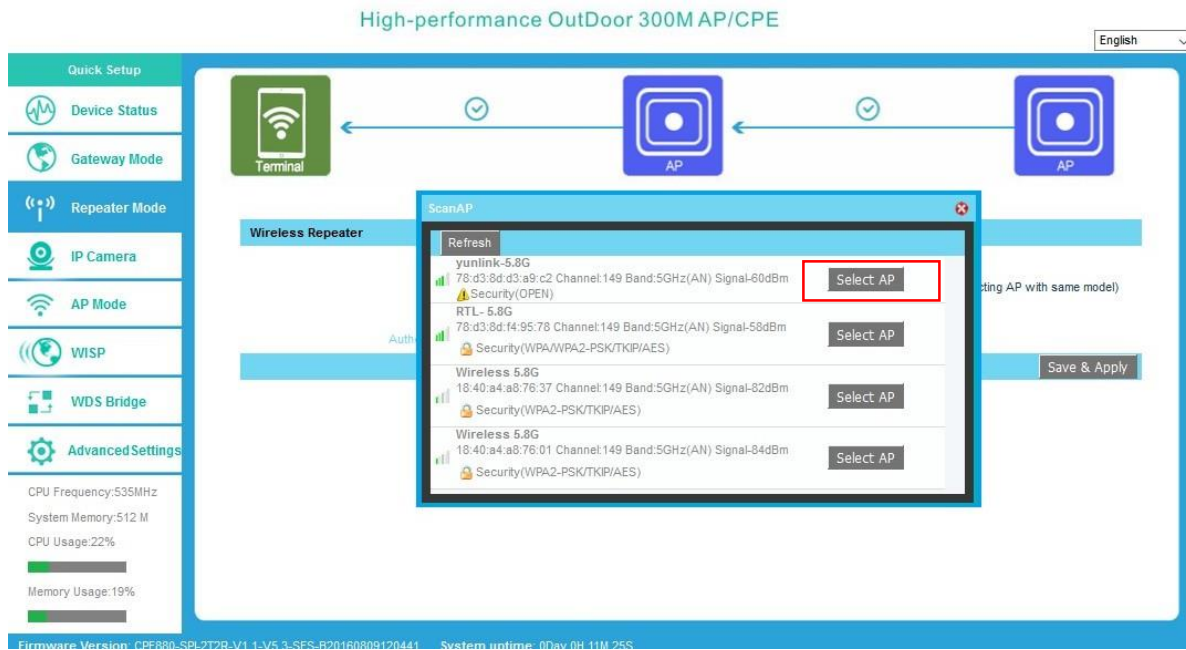 High-performance OutDoor 300M AP/CPE
English
Quick Setup
Device Status
Gateway Mode
Repeater Mode
IP Camera
AP Mode
WISP
WDS Bridge
Advanced Settings
CPU Frequency:535MHz
System Memory:512 M
CPU Usage:22%
Memory Usage:19%
Terminal
AP
AP
Wireless Repeater
cting AP with same model)
Auth
Save & Apply
ScanAP
Refresh
yunlink-5.8G
78:d3:8d:d3:a9:c2 Channel:149 Band:5GHz(AN) Signal-60dBm
Security(OPEN)
Select AP
RTL- 5.8G
78:d3:8d:f4:95:78 Channel:149 Band:5GHz(AN) Signal-58dBm
Security(WPA/WPA2-PSK/TKIP/AES)
Select AP
Wireless 5.8G
18:40:a4:a8:76:37 Channel:149 Band:5GHz(AN) Signal-82dBm
Security(WPA2-PSK/TKIP/AES)
Select AP
Wireless 5.8G
18:40:a4:a8:76:01 Channel:149 Band:5GHz(AN) Signal-84dBm
Security(WPA2-PSK/TKIP/AES)
Select AP
Firmware Version: CPE880-SPI-2T2R-V1.1-V5.3-SES-B20160809120441 System uptime: 0Day 0H 11M 25S